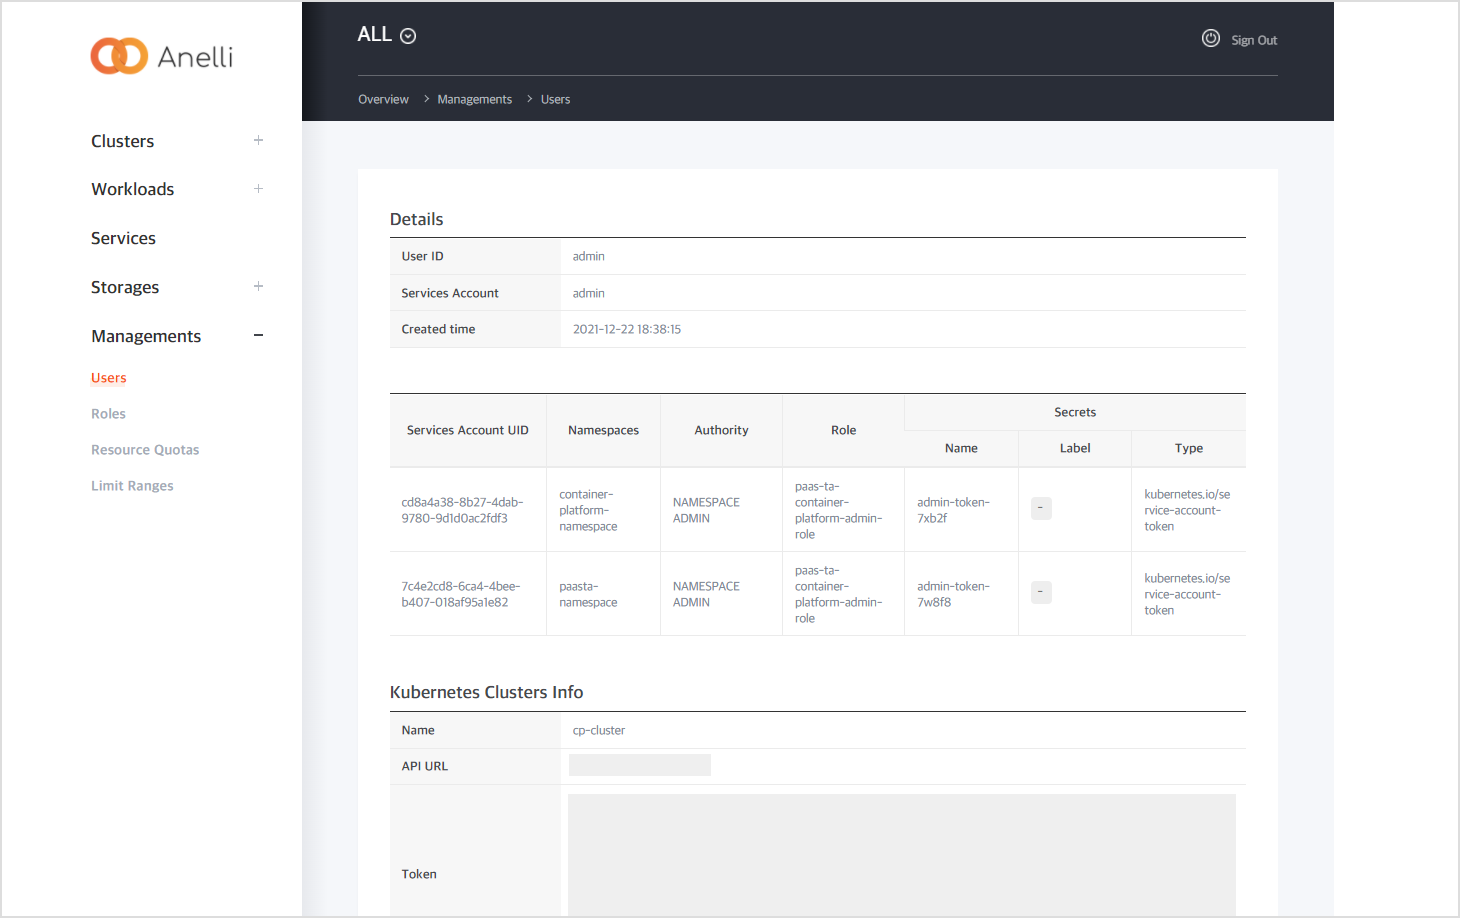 Anelli
ALL
Sign Out
Overview > Managements > Users
Clusters +
Workloads +
Services
Storages +
Managements −
Users
Roles
Resource Quotas
Limit Ranges
Details
User ID admin
Services Account admin
Created time 2021-12-22 18:38:15
Services Account UID Namespaces Authority Role Secrets
Name Label Type
cd8a4a38-8b27-4dab-
9780-9d1d0ac2fdf3
container-
platform-
namespace
NAMESPACE
ADMIN
paas-ta-
container-
platform-admin-
role
admin-token-
7xb2f
-
kubernetes.io/se
rvice-account-
token
7c4e2cd8-6ca4-4bee-
b407-018af95a1e82
paasta-
namespace
NAMESPACE
ADMIN
paas-ta-
container-
platform-admin-
role
admin-token-
7w8f8
-
kubernetes.io/se
rvice-account-
token
Kubernetes Clusters Info
Name cp-cluster
API URL
Token